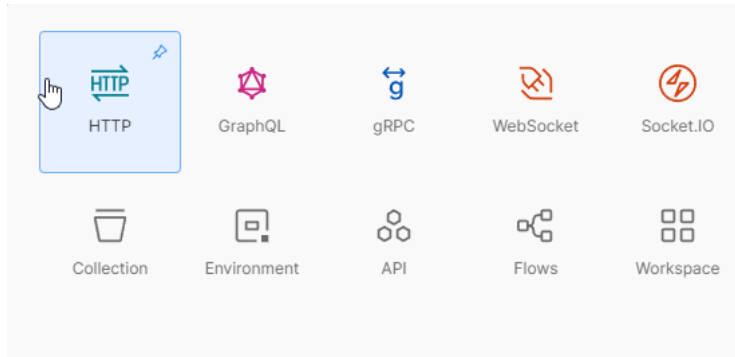 HTTP
HTTP GraphQL gRPC WebSocket Socket.IO
Collection Environment API Flows Workspace